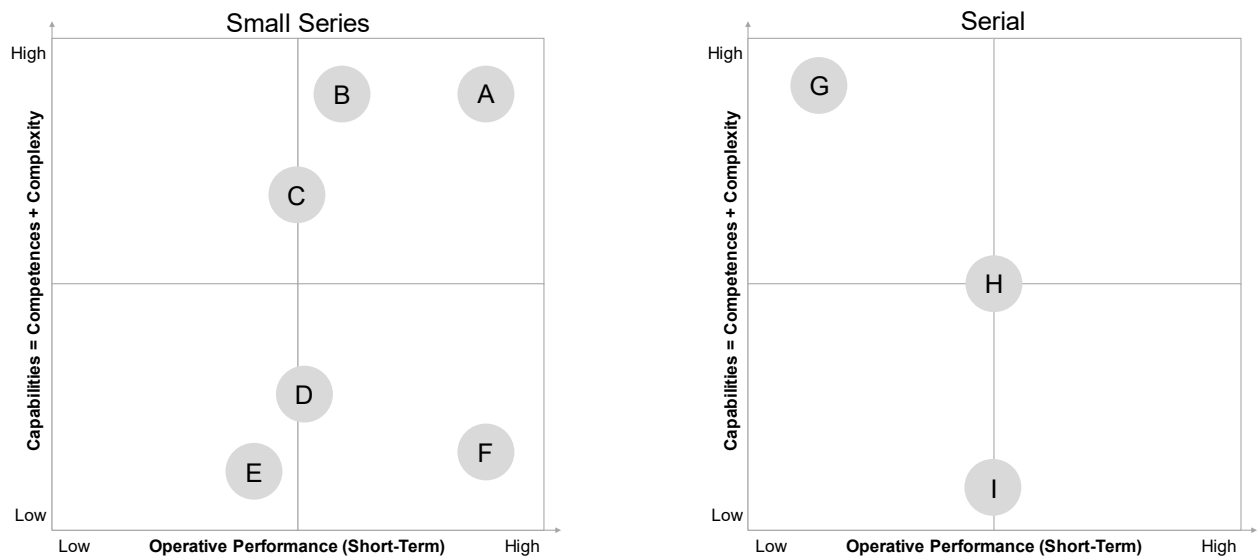 Small Series
High
B
A
C
D
E
F
Low
Capabilities = Competences + Complexity
Low
Operative Performance (Short-Term)
High
Serial
High
G
H
I
Low
Capabilities = Competences + Complexity
Low
Operative Performance (Short-Term)
High